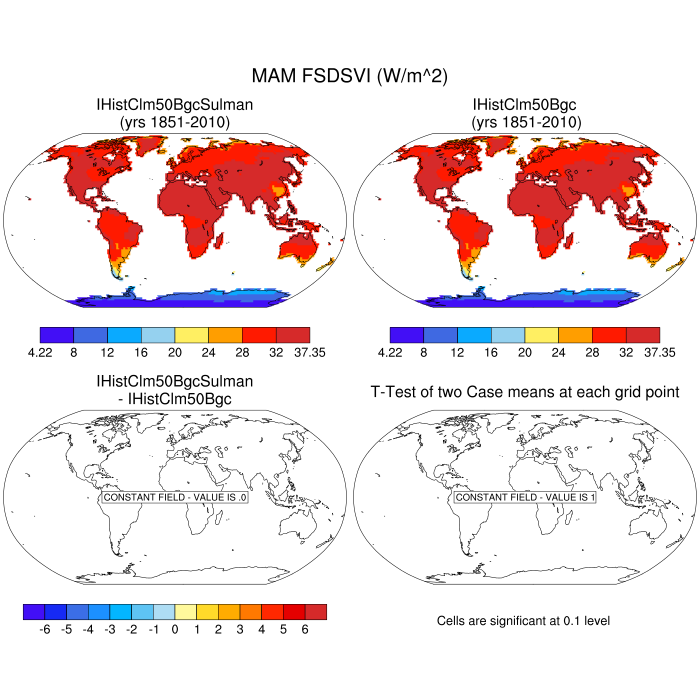 MAM FSDSVI (W/m^2)
IHistClm50BgcSulman
(yrs 1851-2010)
IHistClm50Bgc
(yrs 1851-2010)
4.22 8 12 16 20 24 28 32 37.35
4.22 8 12 16 20 24 28 32 37.35
IHistClm50BgcSulman
- IHistClm50Bgc
T-Test of two Case means at each grid point
CONSTANT FIELD - VALUE IS .0
CONSTANT FIELD - VALUE IS 1
-6 -5 -4 -3 -2 -1 0 1 2 3 4 5 6
Cells are significant at 0.1 level